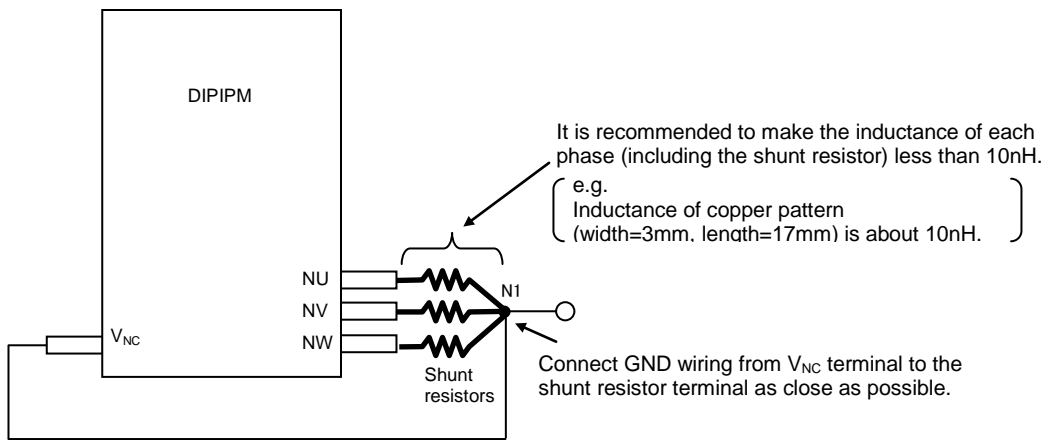 DIPIPM
It is recommended to make the inductance of each
phase (including the shunt resistor) less than 10nH.
e.g.
Inductance of copper pattern
(width=3mm, length=17mm) is about 10nH.
NU
N1
NV
VNC
NW
Shunt
resistors
Connect GND wiring from VNC terminal to the
shunt resistor terminal as close as possible.